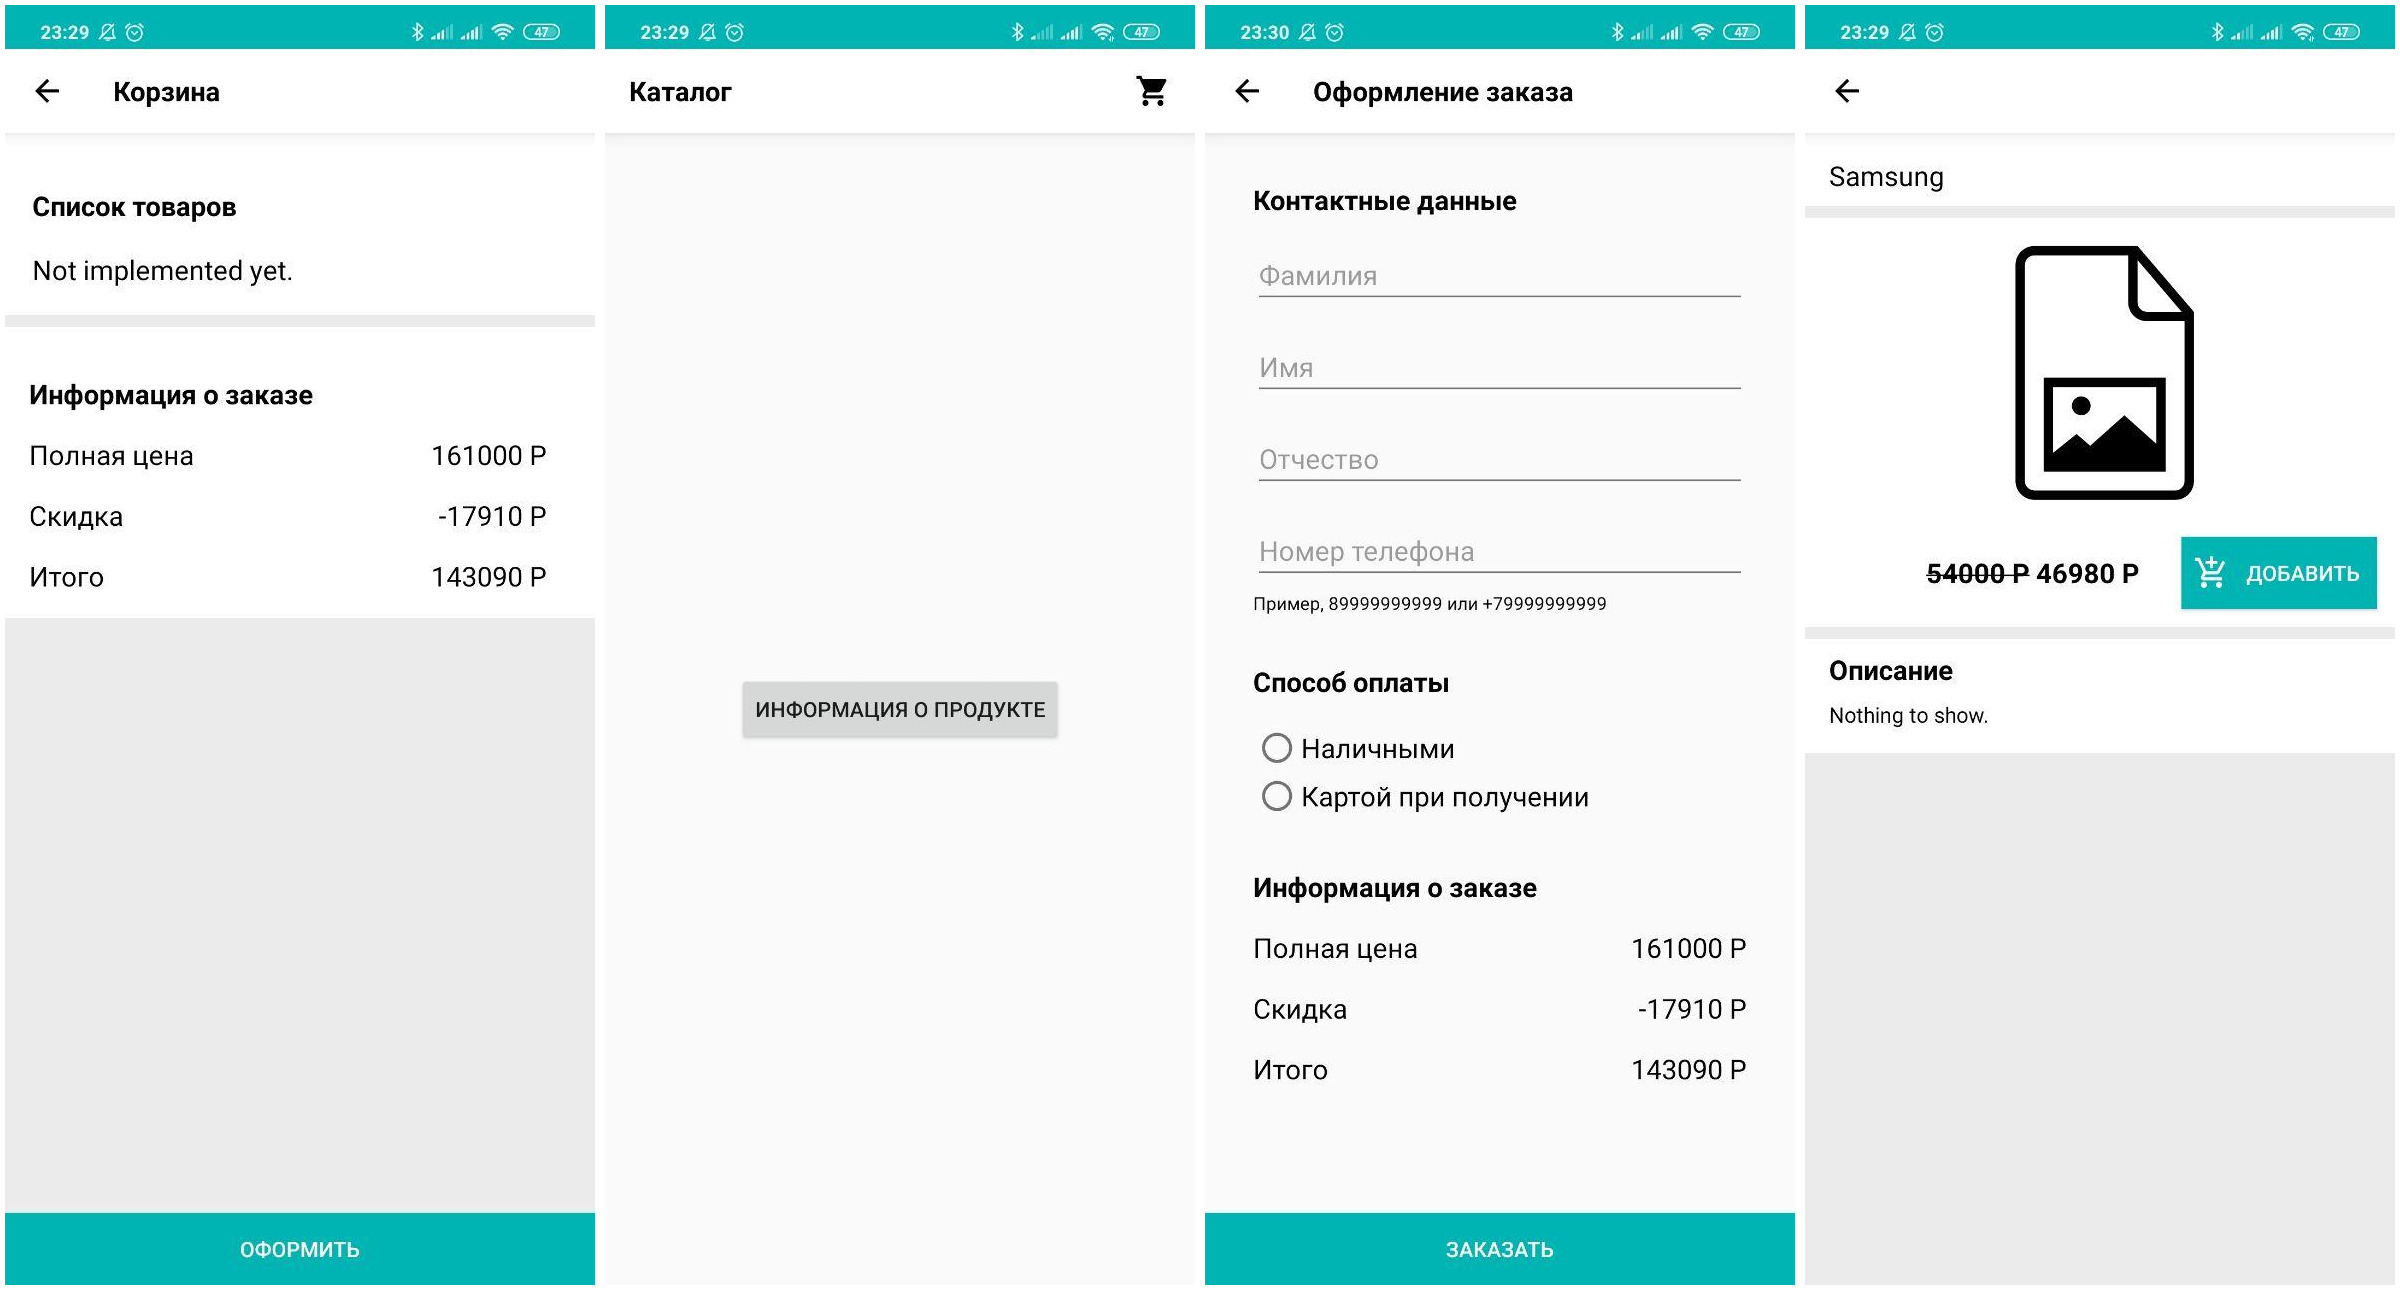 23:29
47
Корзина
Список товаров
Not implemented yet.
Информация о заказе
Полная цена 161000 Р
Скидка -17910 Р
Итого 143090 Р
ОФОРМИТЬ
23:29
47
Каталог
ИНФОРМАЦИЯ О ПРОДУКТЕ
23:30
47
Оформление заказа
Контактные данные
Фамилия
Имя
Отчество
Номер телефона
Пример, 89999999999 или +79999999999
Способ оплаты
Наличными
Картой при получении
Информация о заказе
Полная цена 161000 Р
Скидка -17910 Р
Итого 143090 Р
ЗАКАЗАТЬ
23:29
47
Samsung
54000 Р 46980 Р ДОБАВИТЬ
Описание
Nothing to show.